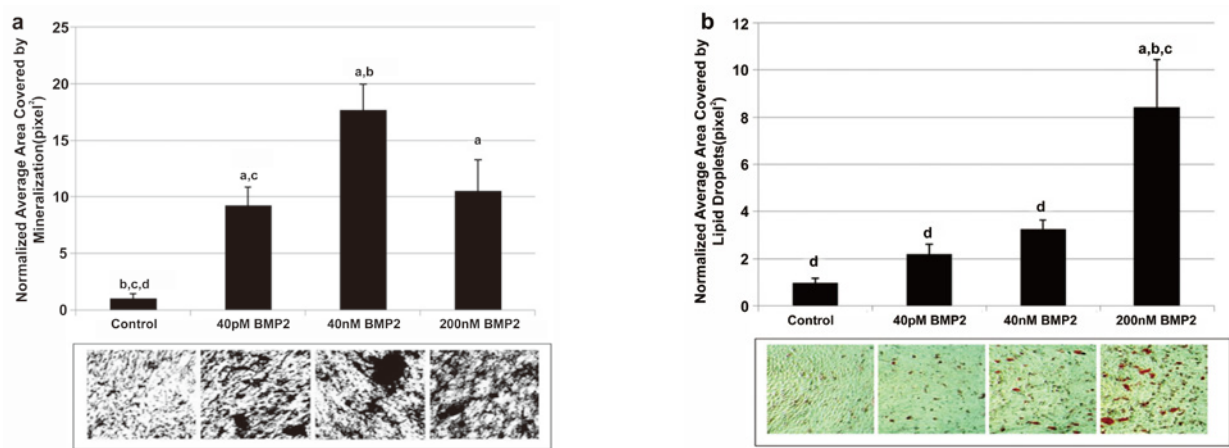 a
Normalized Average Area Covered by
Mineralization(pixel²)
25
20
15
10
5
0
b,c,d
a,c
a,b
a
Control
40pM BMP2
40nM BMP2
200nM BMP2
b
Normalized Average Area Covered by
Lipid Droplets(pixel²)
12
10
8
6
4
2
0
d
d
d
a,b,c
Control
40pM BMP2
40nM BMP2
200nM BMP2